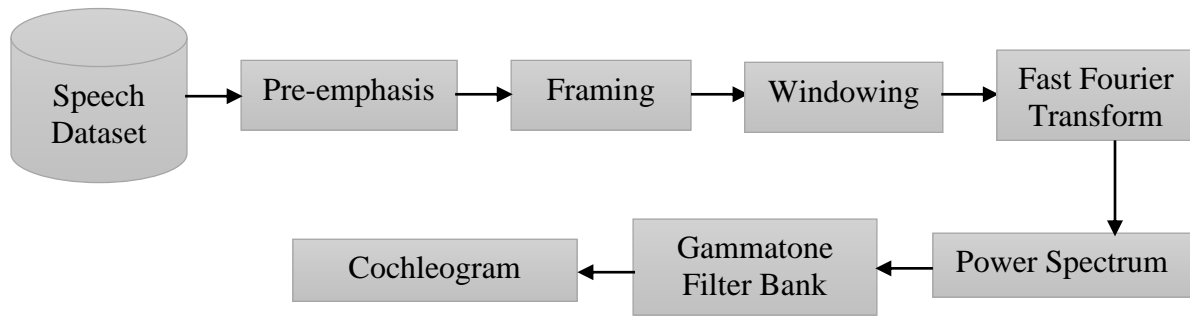 Speech
Dataset
Pre-emphasis
Framing
Windowing
Fast Fourier
Transform
Power Spectrum
Gammatone
Filter Bank
Cochleogram